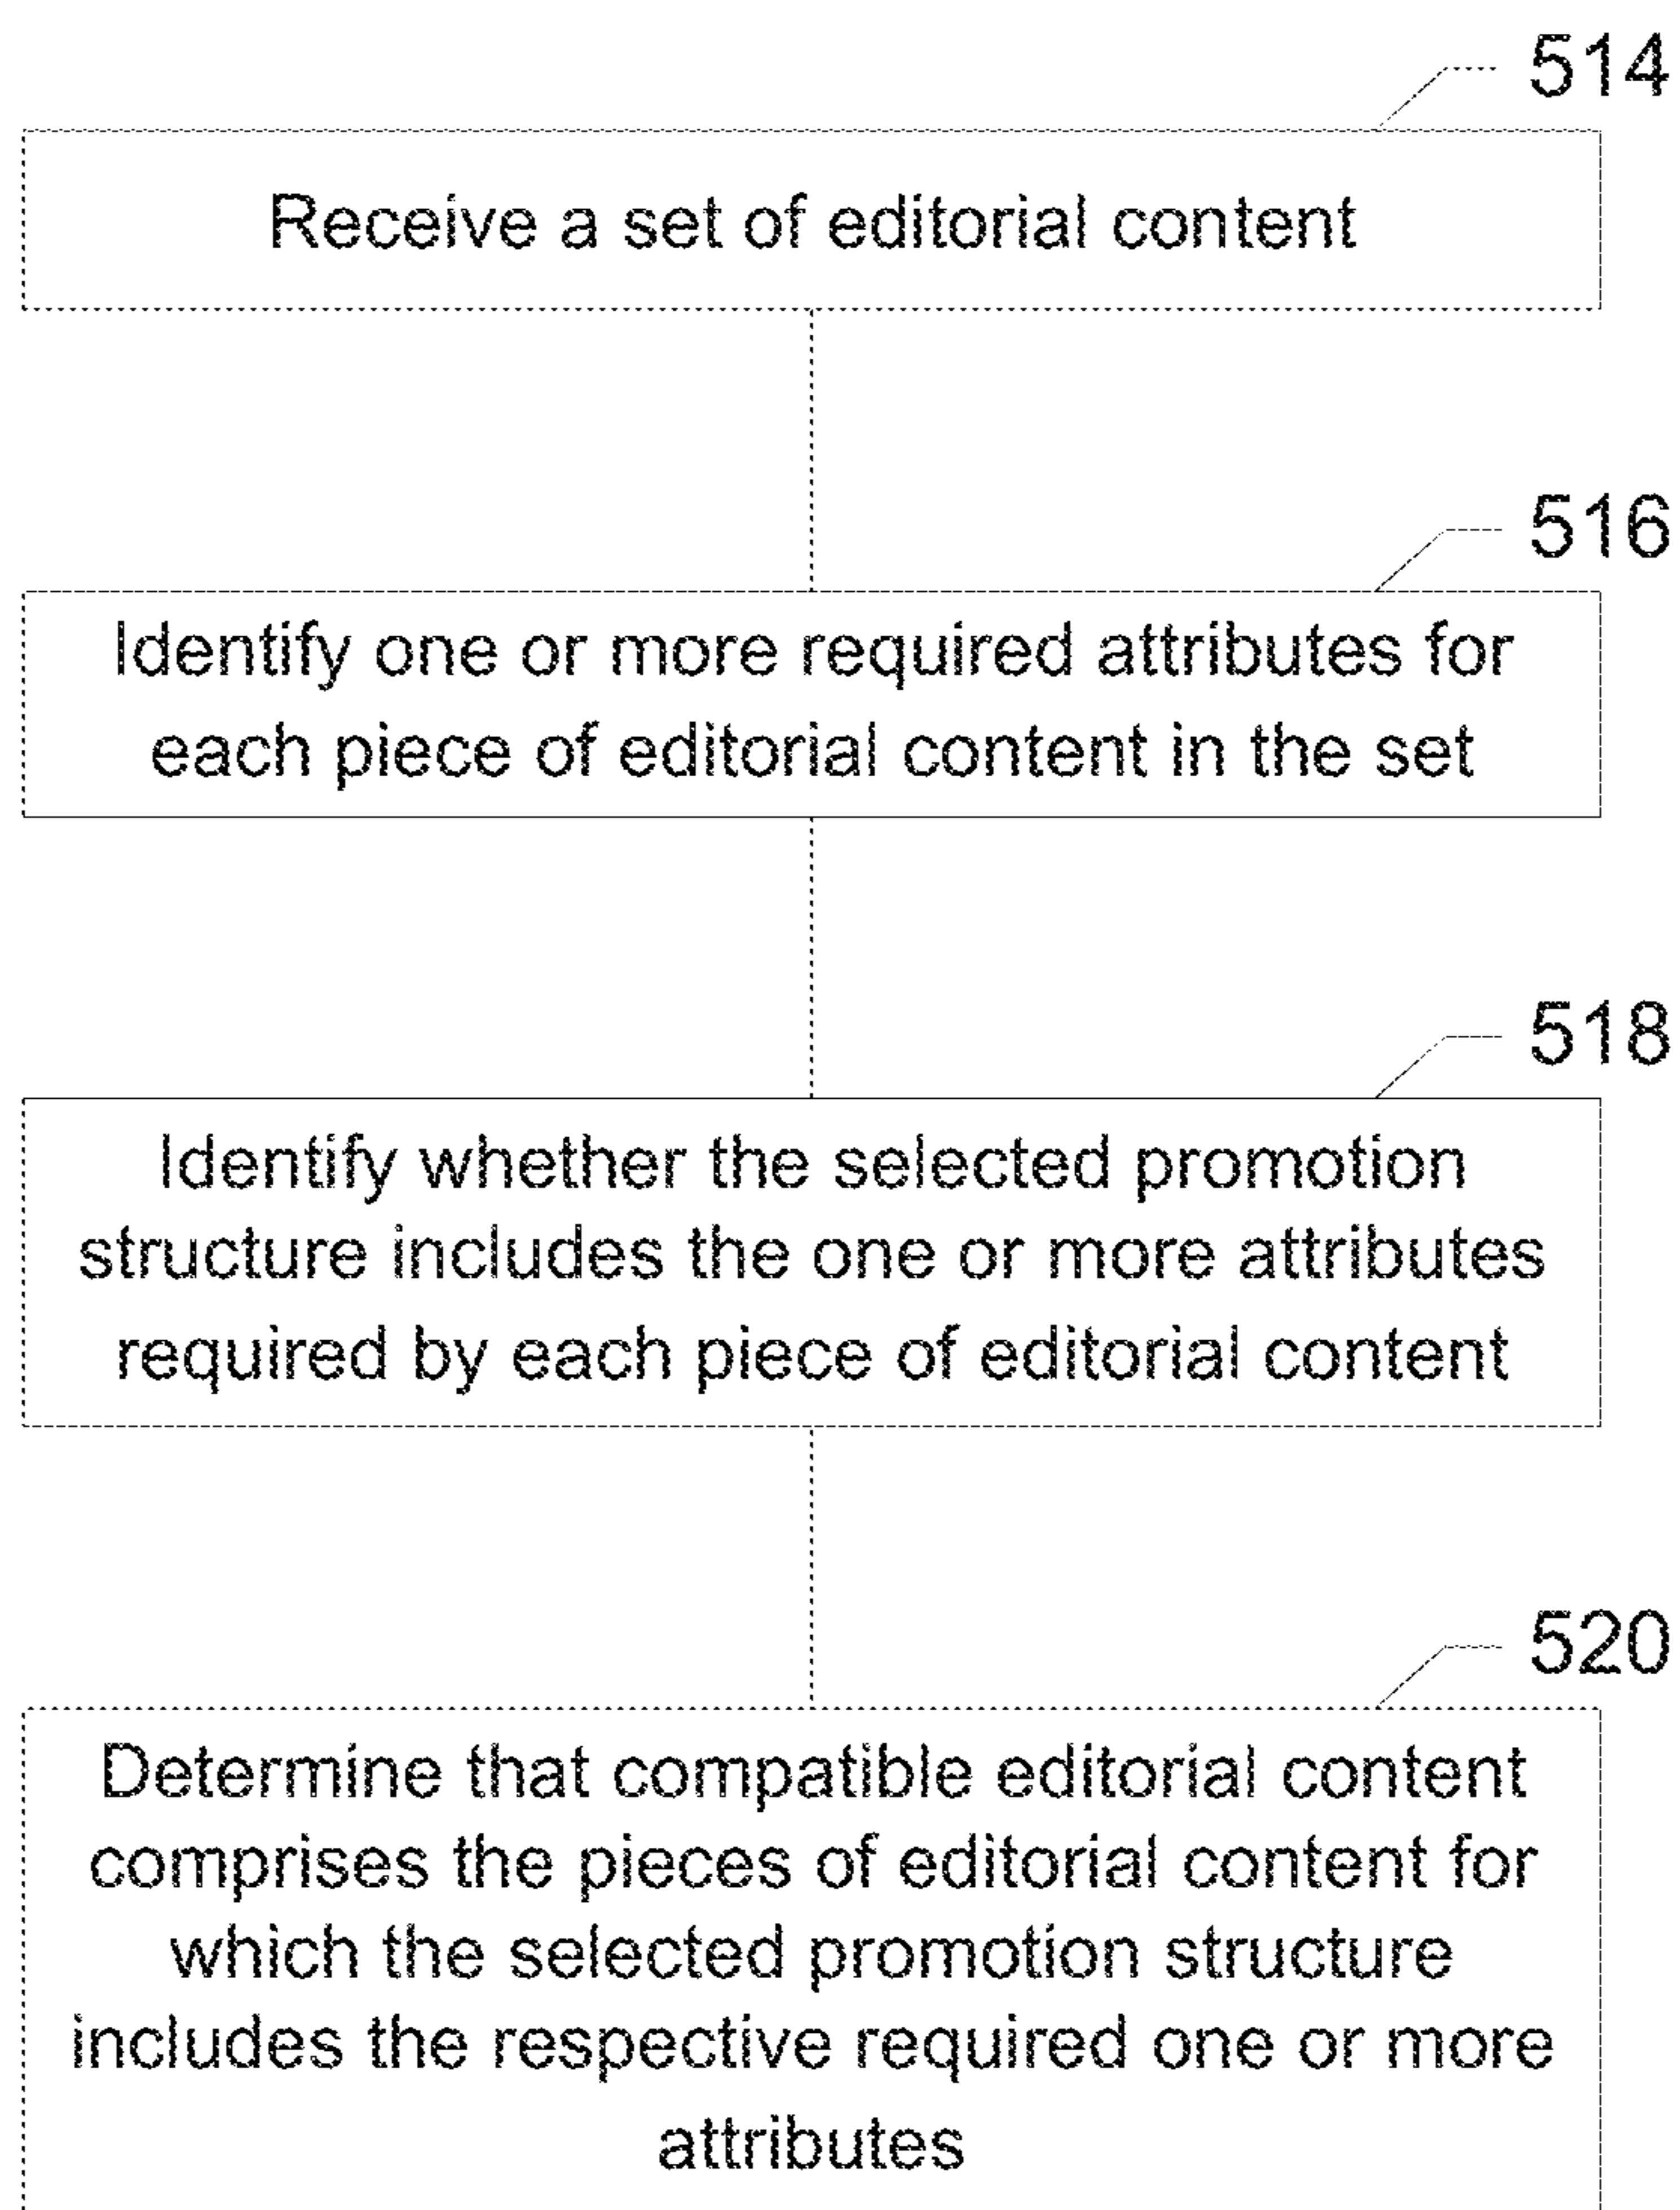 514
Receive a set of editorial content
516
Identify one or more required attributes for
each piece of editorial content in the set
518
Identify whether the selected promotion
structure includes the one or more attributes
required by each piece of editorial content
520
Determine that compatible editorial content
comprises the pieces of editorial content for
which the selected promotion structure
includes the respective required one or more
attributes